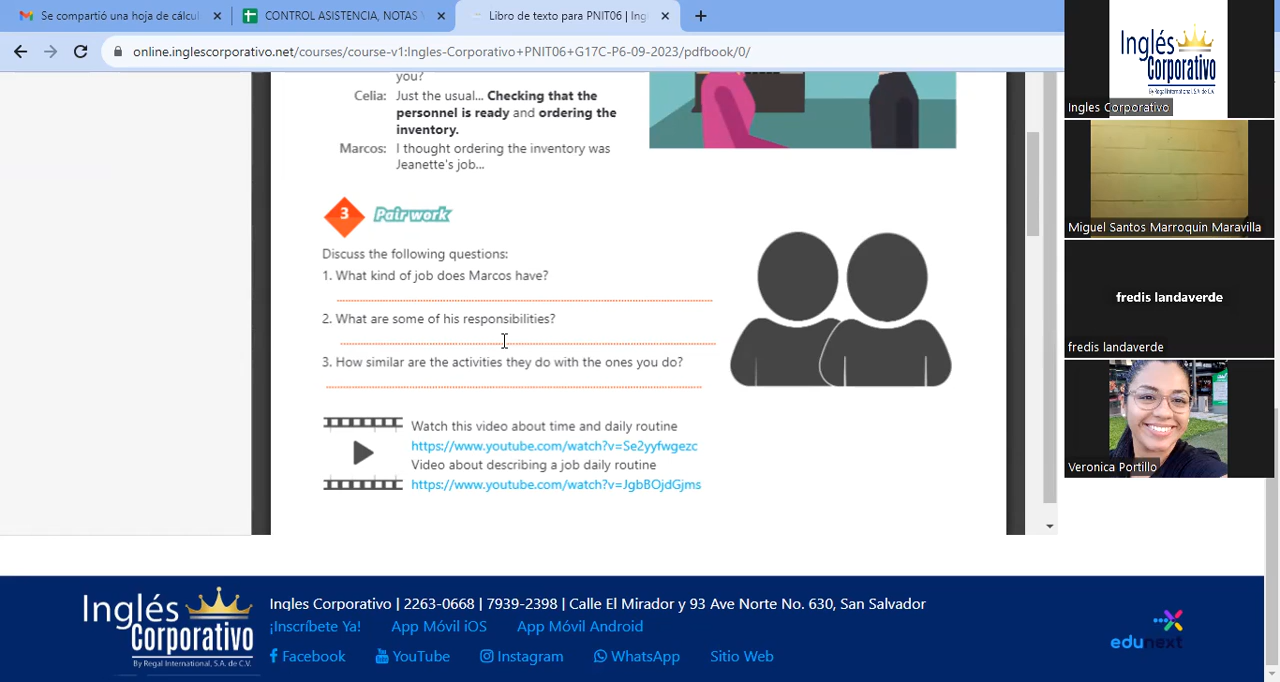 Se compartió una hoja de cálcul
CONTROL ASISTENCIA, NOTAS Y
Libro de texto para PNIT06 | Ing
online.inglescorporativo.net/courses/course-v1:Ingles-Corporativo+PNIT06+G17C-P6-09-2023/pdfbook/0/
you?
Celia: Just the usual... Checking that the
personnel is ready and ordering the
inventory.
Marcos: I thought ordering the inventory was
Jeanette's job...
3 Pair work
Discuss the following questions:
1. What kind of job does Marcos have?
2. What are some of his responsibilities?
3. How similar are the activities they do with the ones you do?
Watch this video about time and daily routine
https://www.youtube.com/watch?v=Se2yyfwgezc
Video about describing a job daily routine
https://www.youtube.com/watch?v=JgbBOjdGjms
Inglés
Corporativo
By Regal International, S.A. de C.V.
Ingles Corporativo | 2263-0668 | 7939-2398 | Calle El Mirador y 93 Ave Norte No. 630, San Salvador
¡Inscríbete Ya! App Móvil iOS App Móvil Android
Facebook YouTube Instagram WhatsApp Sitio Web
edunext
Inglés
Corporativo
By Regal International, S.A. de C.V.
Ingles Corporativo
Miguel Santos Marroquin Maravilla
fredis landaverde
fredis landaverde
Veronica Portillo